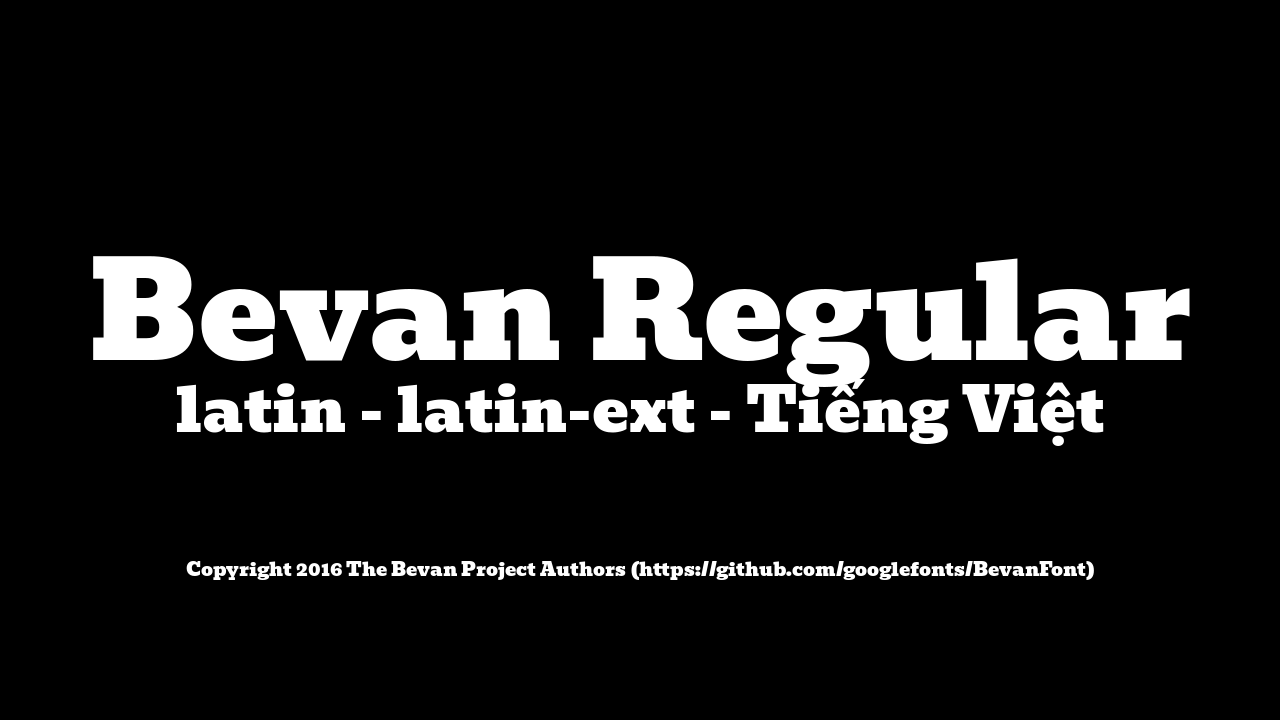 Bevan Regular
latin - latin-ext - Tiếng Việt
Copyright 2016 The Bevan Project Authors (https://github.com/googlefonts/BevanFont)